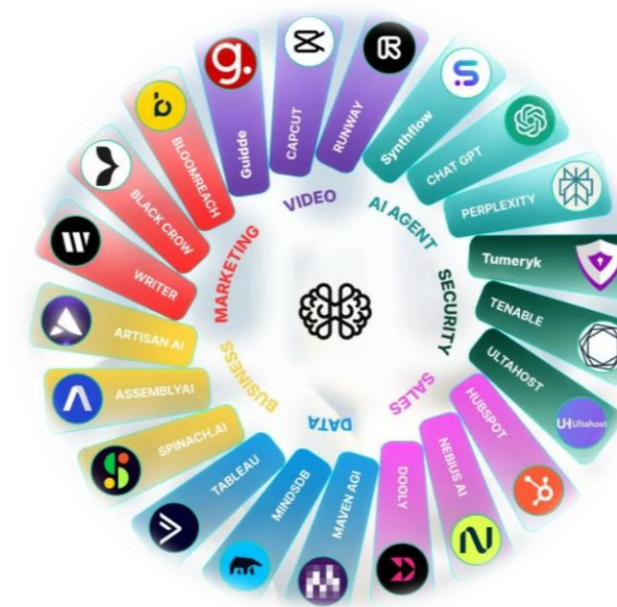 VIDEO
Guidde
CAPCUT
RUNWAY
AI AGENT
Synthflow
CHAT GPT
PERPLEXITY
SECURITY
Tumeryk
TENABLE
ULTAHOST
UH Ultahost
SALES
HUBSPOT
NEBIUS AI
DOOLY
DATA
MAVEN AGI
MINDSDB
TABLEAU
BUSINESS
SPINACH.AI
ASSEMBLYAI
ARTISAN AI
MARKETING
WRITER
BLACK CROW
BLOOMREACH
g.